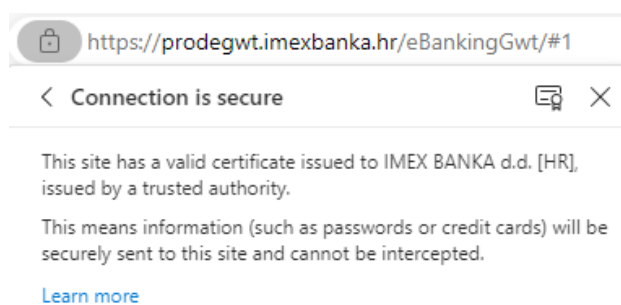 https://prodegwt.imexbanka.hr/eBankingGwt/#1
Connection is secure
This site has a valid certificate issued to IMEX BANKA d.d. [HR],
issued by a trusted authority.
This means information (such as passwords or credit cards) will be
securely sent to this site and cannot be intercepted.
Learn more